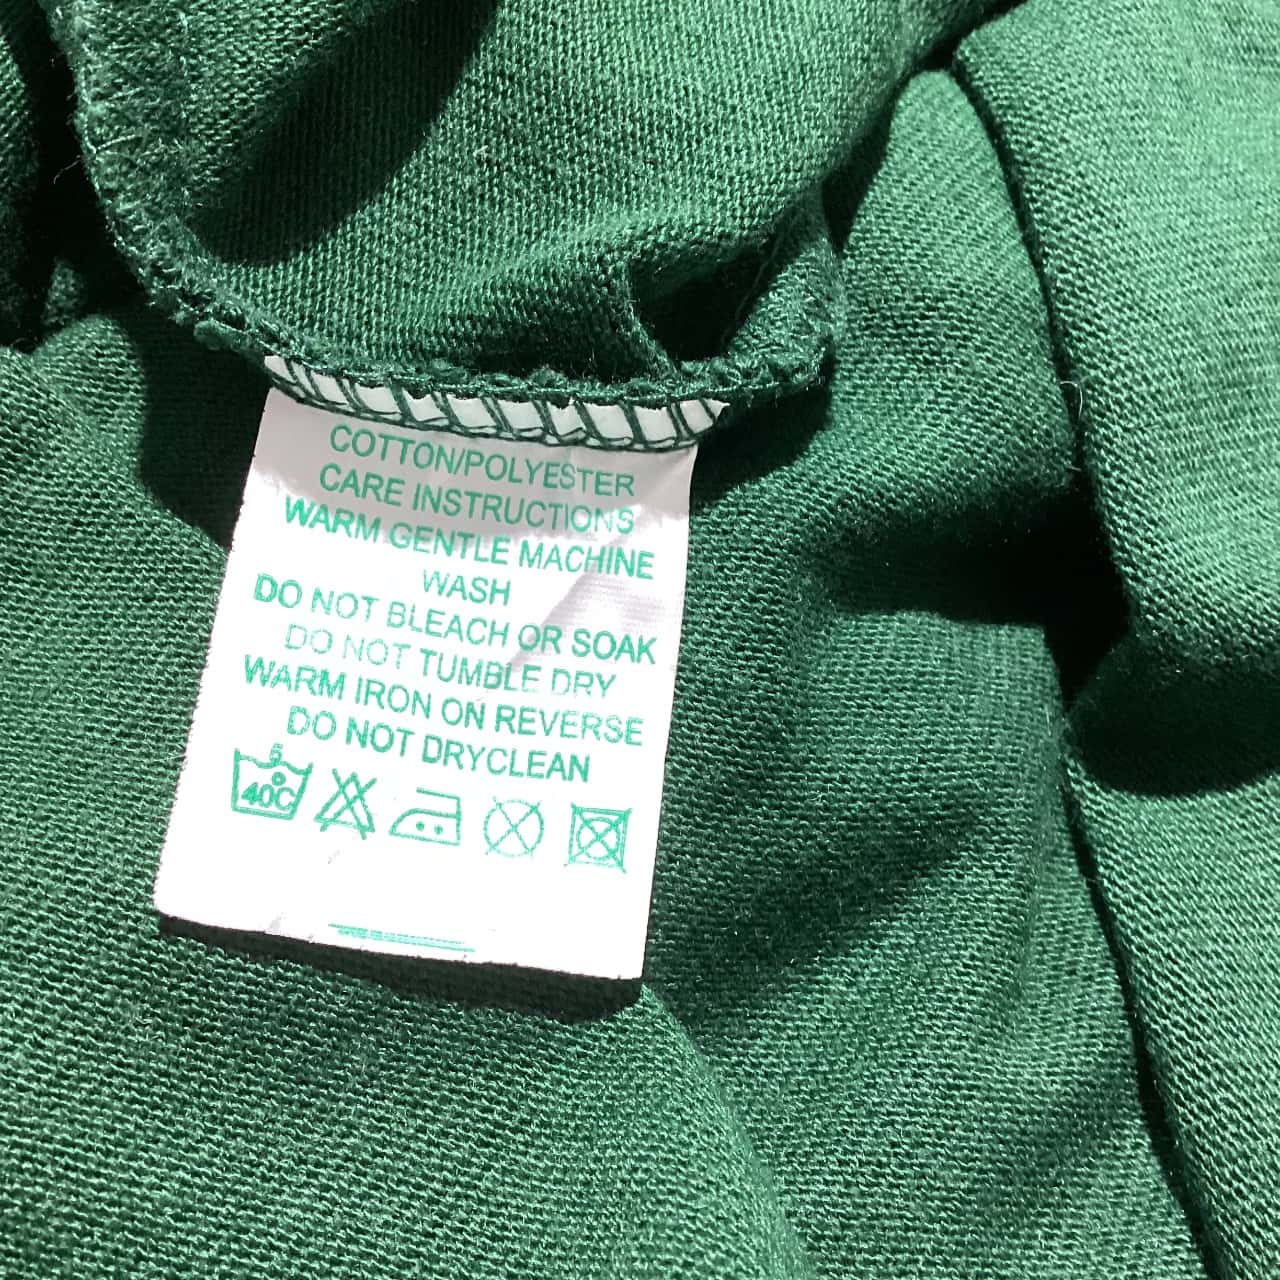 COTTON/POLYESTER
CARE INSTRUCTIONS
WARM GENTLE MACHINE
WASH
DO NOT BLEACH OR SOAK
DO NOT TUMBLE DRY
WARM IRON ON REVERSE
DO NOT DRYCLEAN
40C